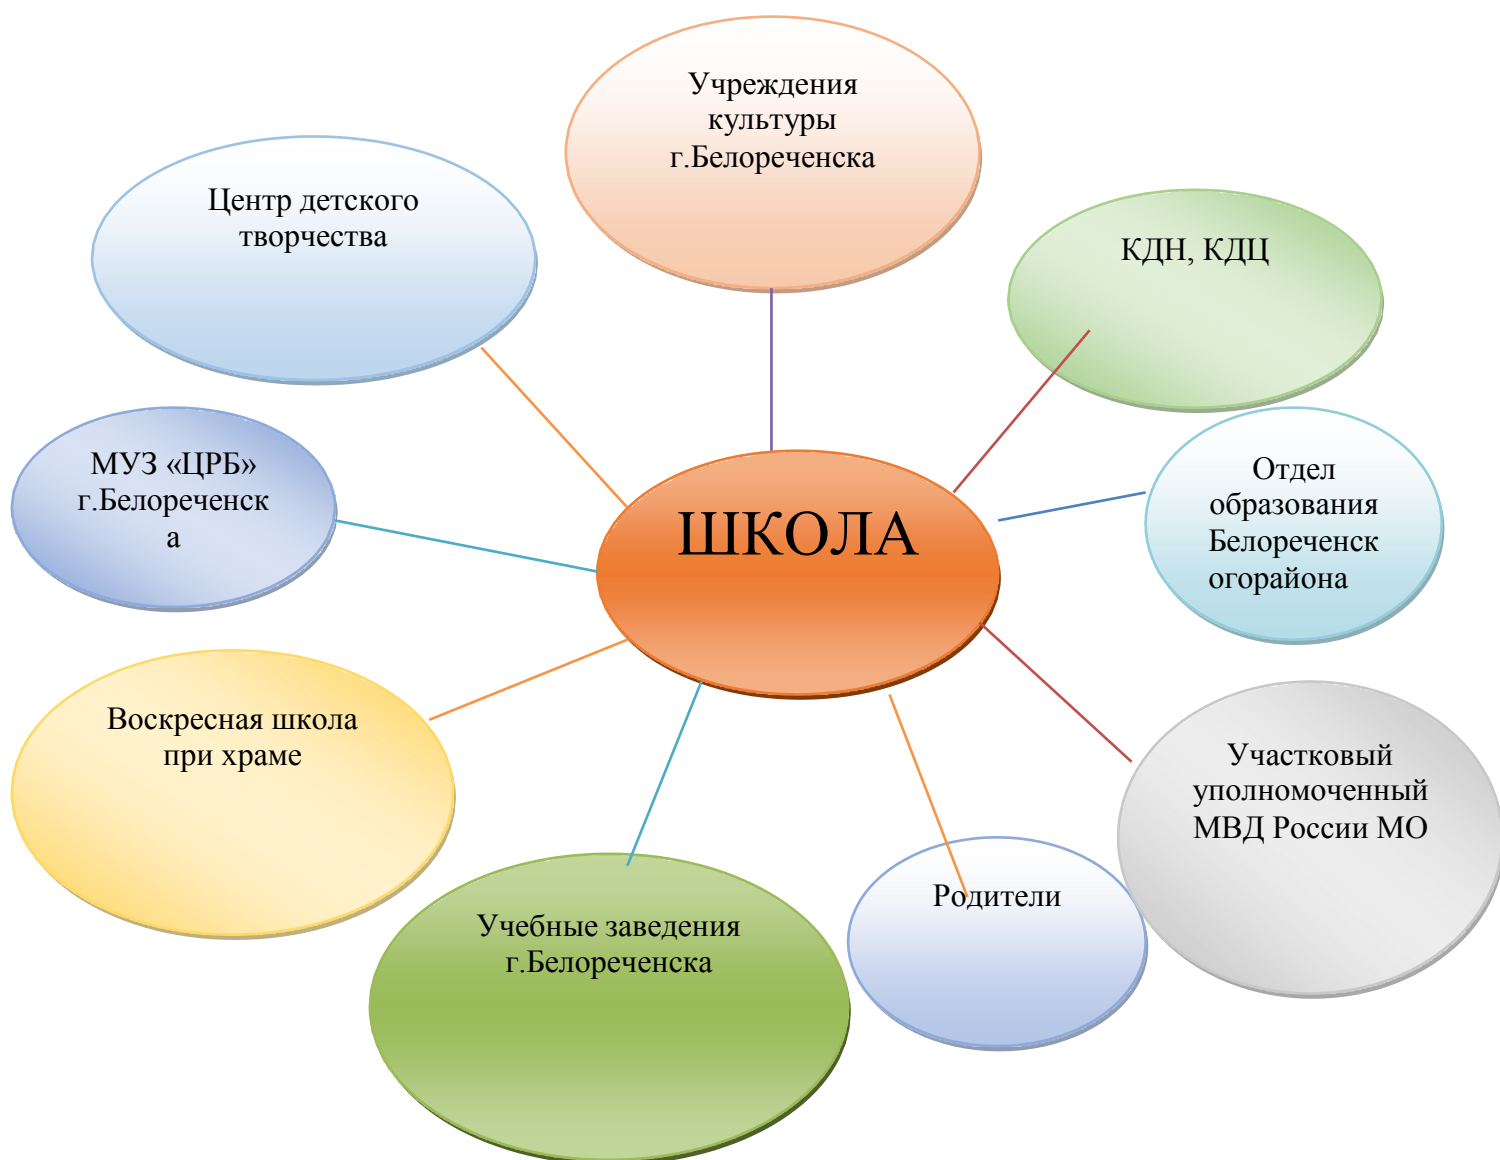 Учреждения
культуры
г.Белореченска
Центр детского
творчества
КДН, КДЦ
МУЗ «ЦРБ»
г.Белореченск
а
Отдел
образования
Белореченск
огорайона
ШКОЛА
Воскресная школа
при храме
Участковый
уполномоченный
МВД России МО
Родители
Учебные заведения
г.Белореченска